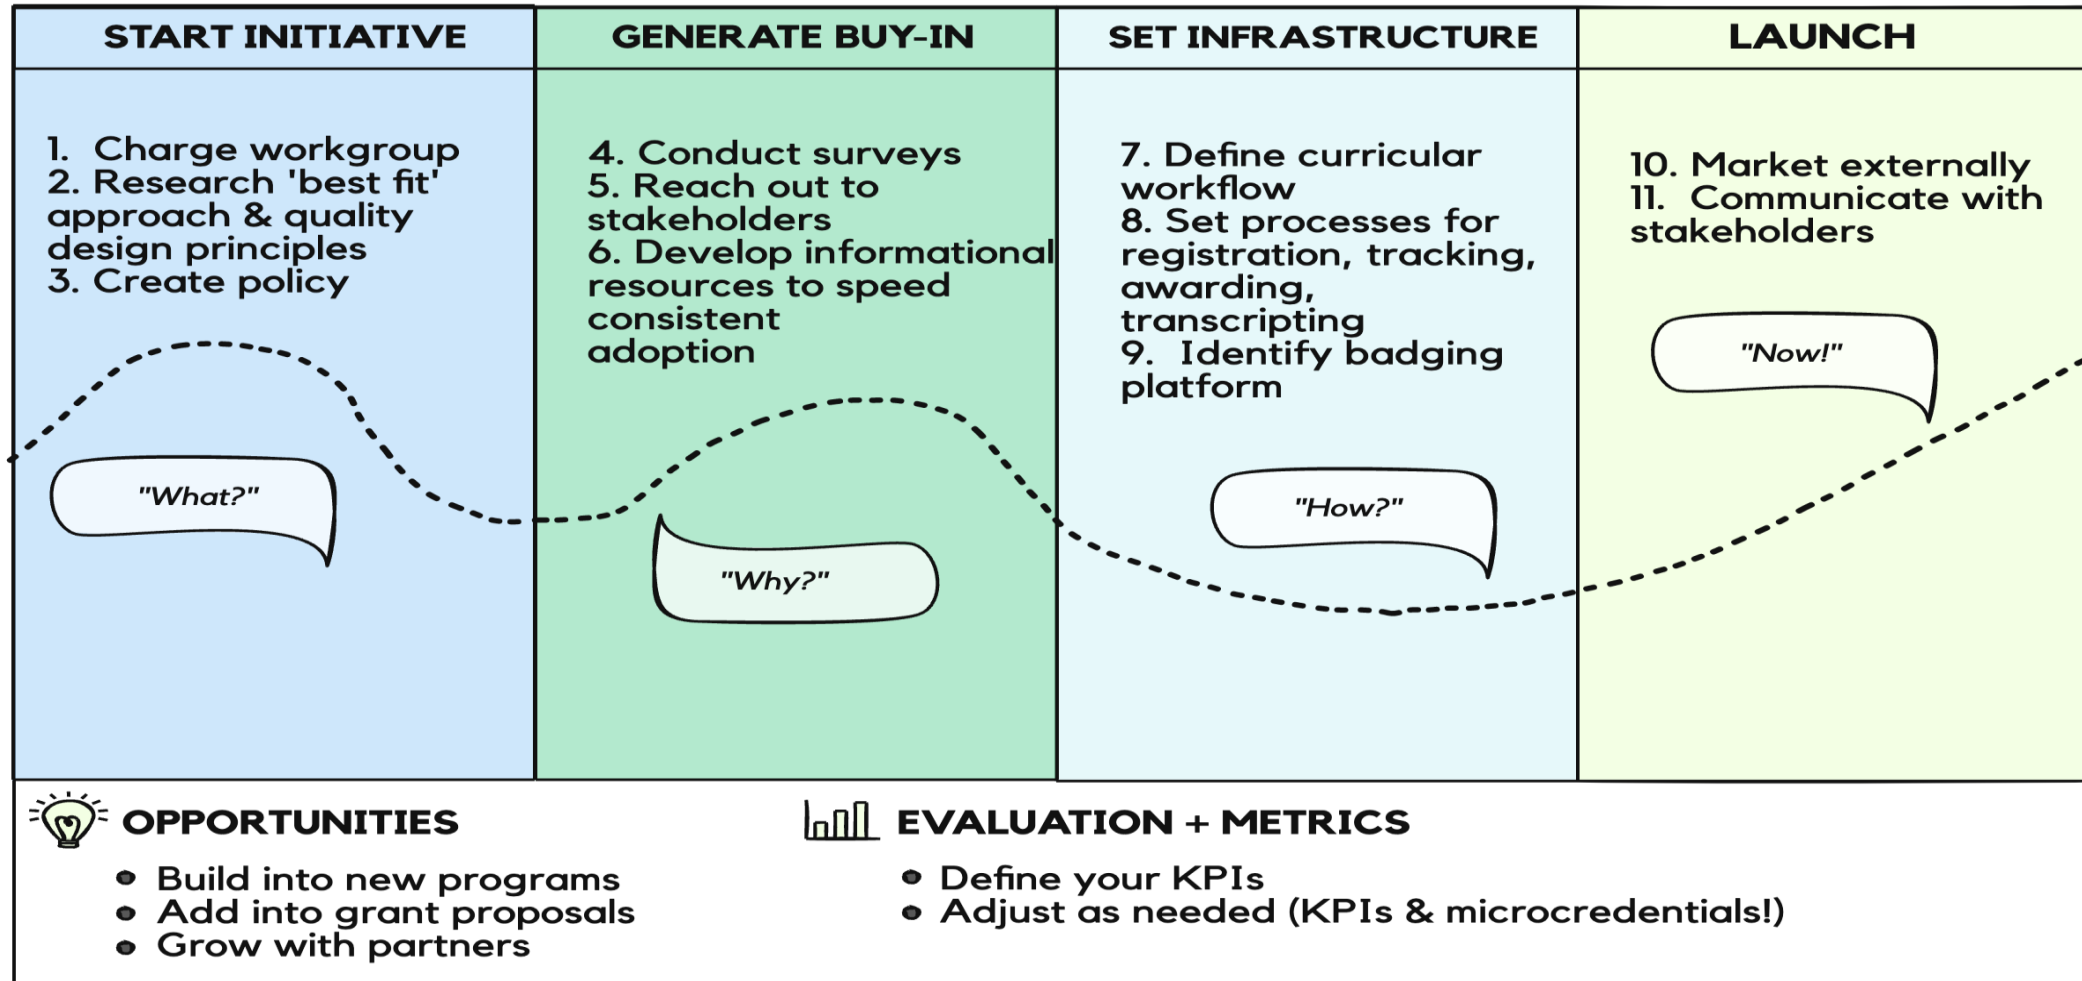 START INITIATIVE
1. Charge workgroup
2. Research 'best fit'
approach & quality
design principles
3. Create policy
"What?"
GENERATE BUY-IN
4. Conduct surveys
5. Reach out to
stakeholders
6. Develop informational
resources to speed
consistent
adoption
"Why?"
SET INFRASTRUCTURE
7. Define curricular
workflow
8. Set processes for
registration, tracking,
awarding,
transcripting
9. Identify badging
platform
"How?"
LAUNCH
10. Market externally
11. Communicate with
stakeholders
"Now!"
OPPORTUNITIES
• Build into new programs
• Add into grant proposals
• Grow with partners
EVALUATION + METRICS
• Define your KPIs
• Adjust as needed (KPIs & microcredentials!)